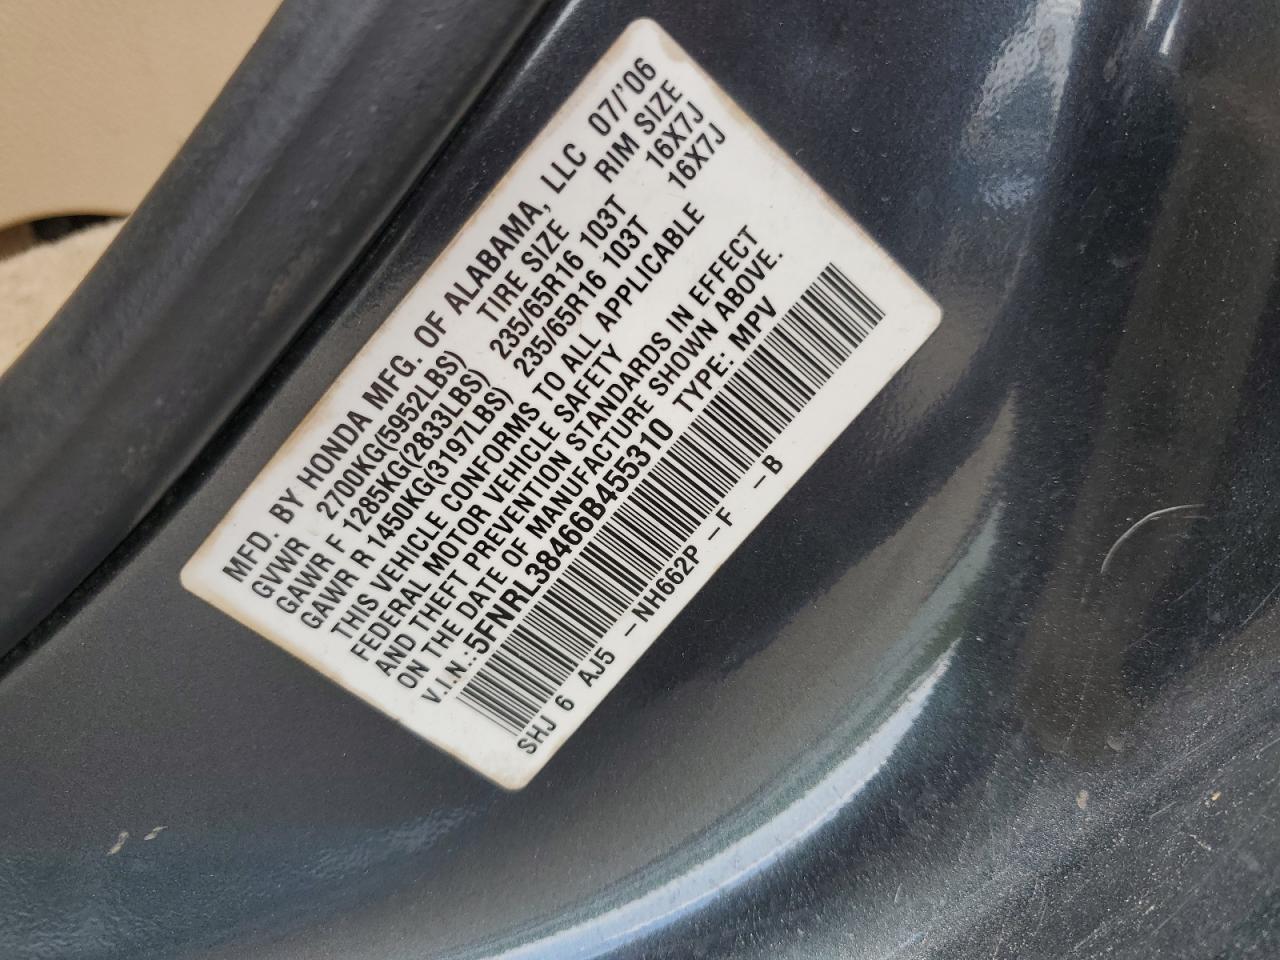 MFD. BY HONDA MFG. OF ALABAMA, LLC 07/'06
GVWR 2700KG(5952LBS) TIRE SIZE RIM SIZE
GAWR F 1285KG(2833LBS) 235/65R16 103T 16X7J
GAWR R 1450KG(3197LBS) 235/65R16 103T 16X7J
THIS VEHICLE CONFORMS TO ALL APPLICABLE
FEDERAL MOTOR VEHICLE SAFETY
AND THEFT PREVENTION STANDARDS IN EFFECT
ON THE DATE OF MANUFACTURE SHOWN ABOVE.
V.I.N.: 5FNRL38466B455310 TYPE: MPV
SHJ 6 AJ5 -NH662P -F -B